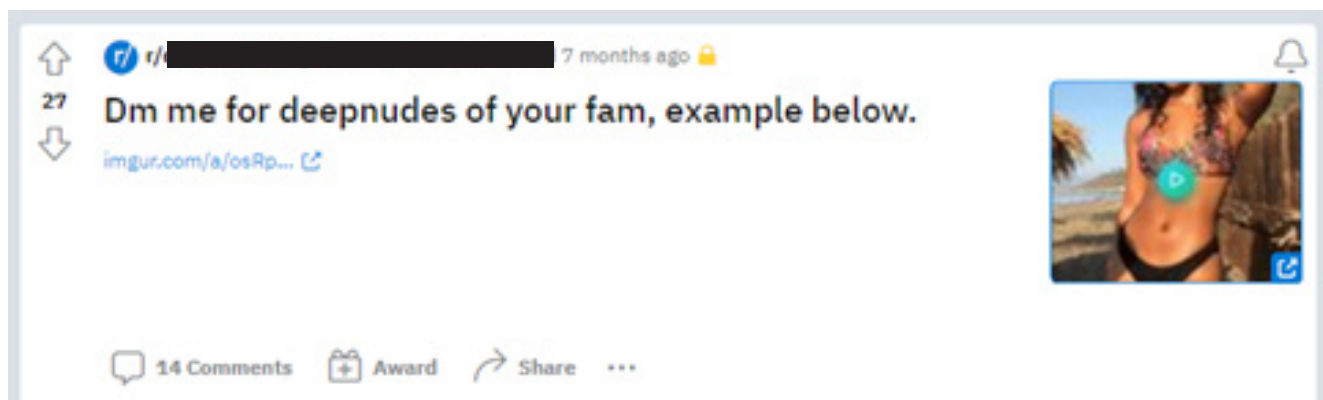 r/ 7 months ago
27
Dm me for deepnudes of your fam, example below.
imgur.com/a/osRp...
14 Comments Award Share ...